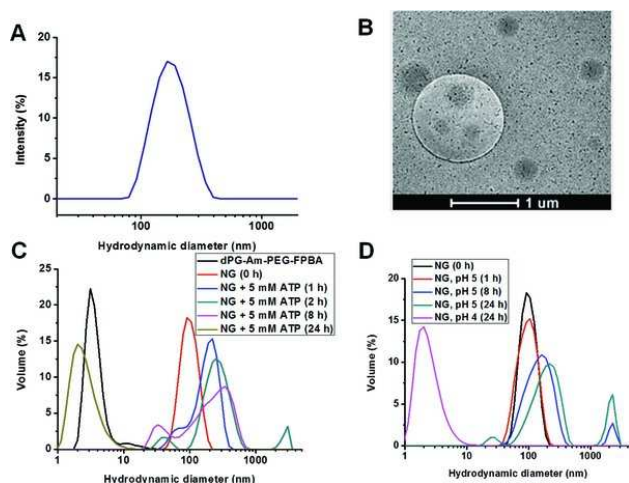 A
Intensity (%)
20
15
10
5
0
100
1000
Hydrodynamic diameter (nm)
B
1 um
C
dPG-Am-PEG-FPBA
NG (0 h)
NG + 5 mM ATP (1 h)
NG + 5 mM ATP (2 h)
NG + 5 mM ATP (8 h)
NG + 5 mM ATP (24 h)
Volume (%)
25
20
15
10
5
0
1
10
100
1000
Hydrodynamic diameter (nm)
D
NG (0 h)
NG, pH 5 (1 h)
NG, pH 5 (8 h)
NG, pH 5 (24 h)
NG, pH 4 (24 h)
Volume (%)
20
15
10
5
0
1
10
100
1000
Hydrodynamic diameter (nm)